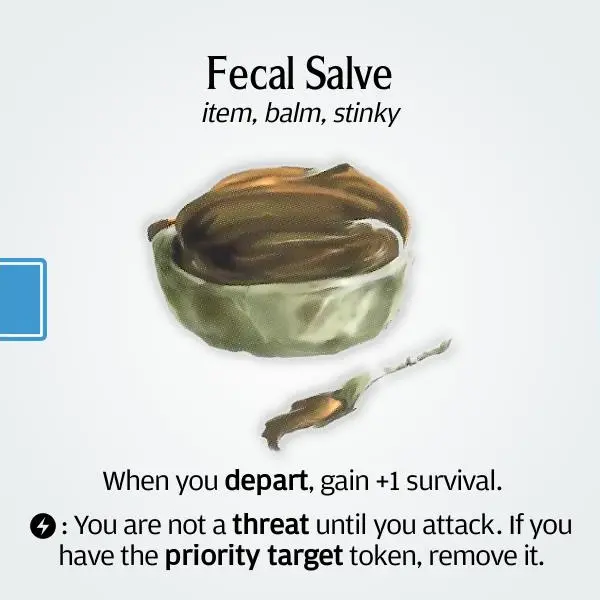 Fecal Salve
item, balm, stinky
When you depart, gain +1 survival.
: You are not a threat until you attack. If you
have the priority target token, remove it.